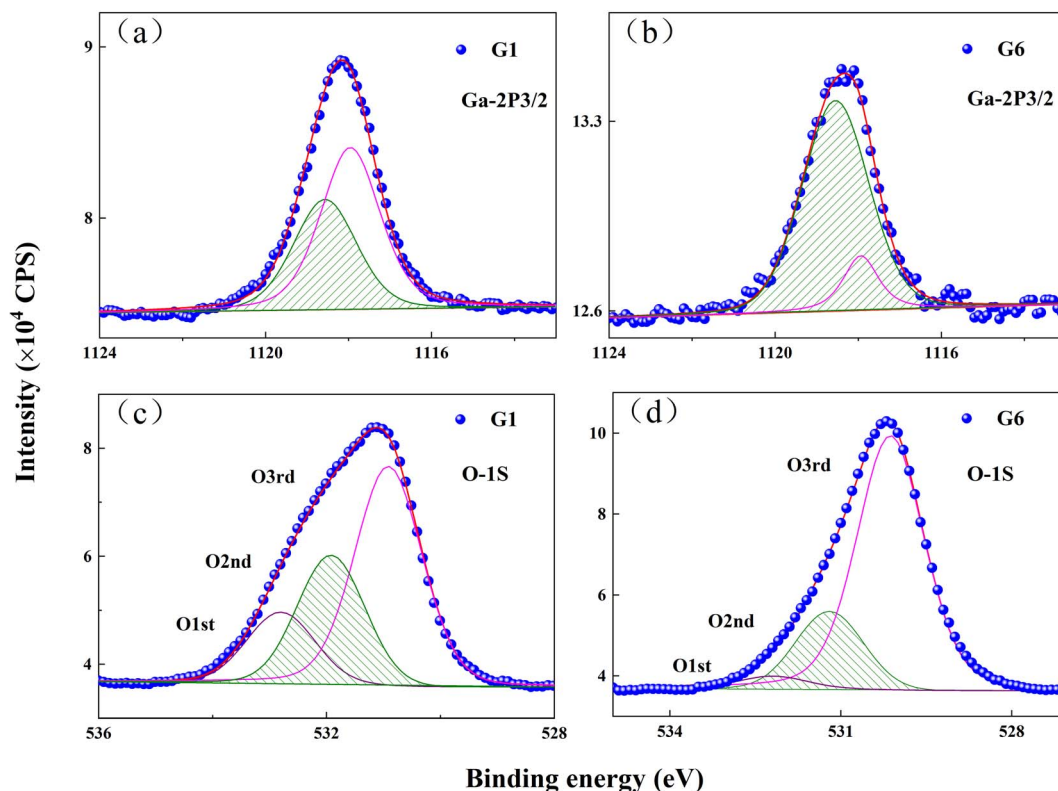 (a)
G1
Ga-2P3/2
9
8
1124 1120 1116
(b)
G6
Ga-2P3/2
13.3
12.6
1124 1120 1116
Intensity (×10⁴ CPS)
(c)
G1
O-1S
O3rd
O2nd
O1st
8
6
4
536 532 528
(d)
G6
O-1S
O3rd
O2nd
O1st
10
8
6
4
534 531 528
Binding energy (eV)